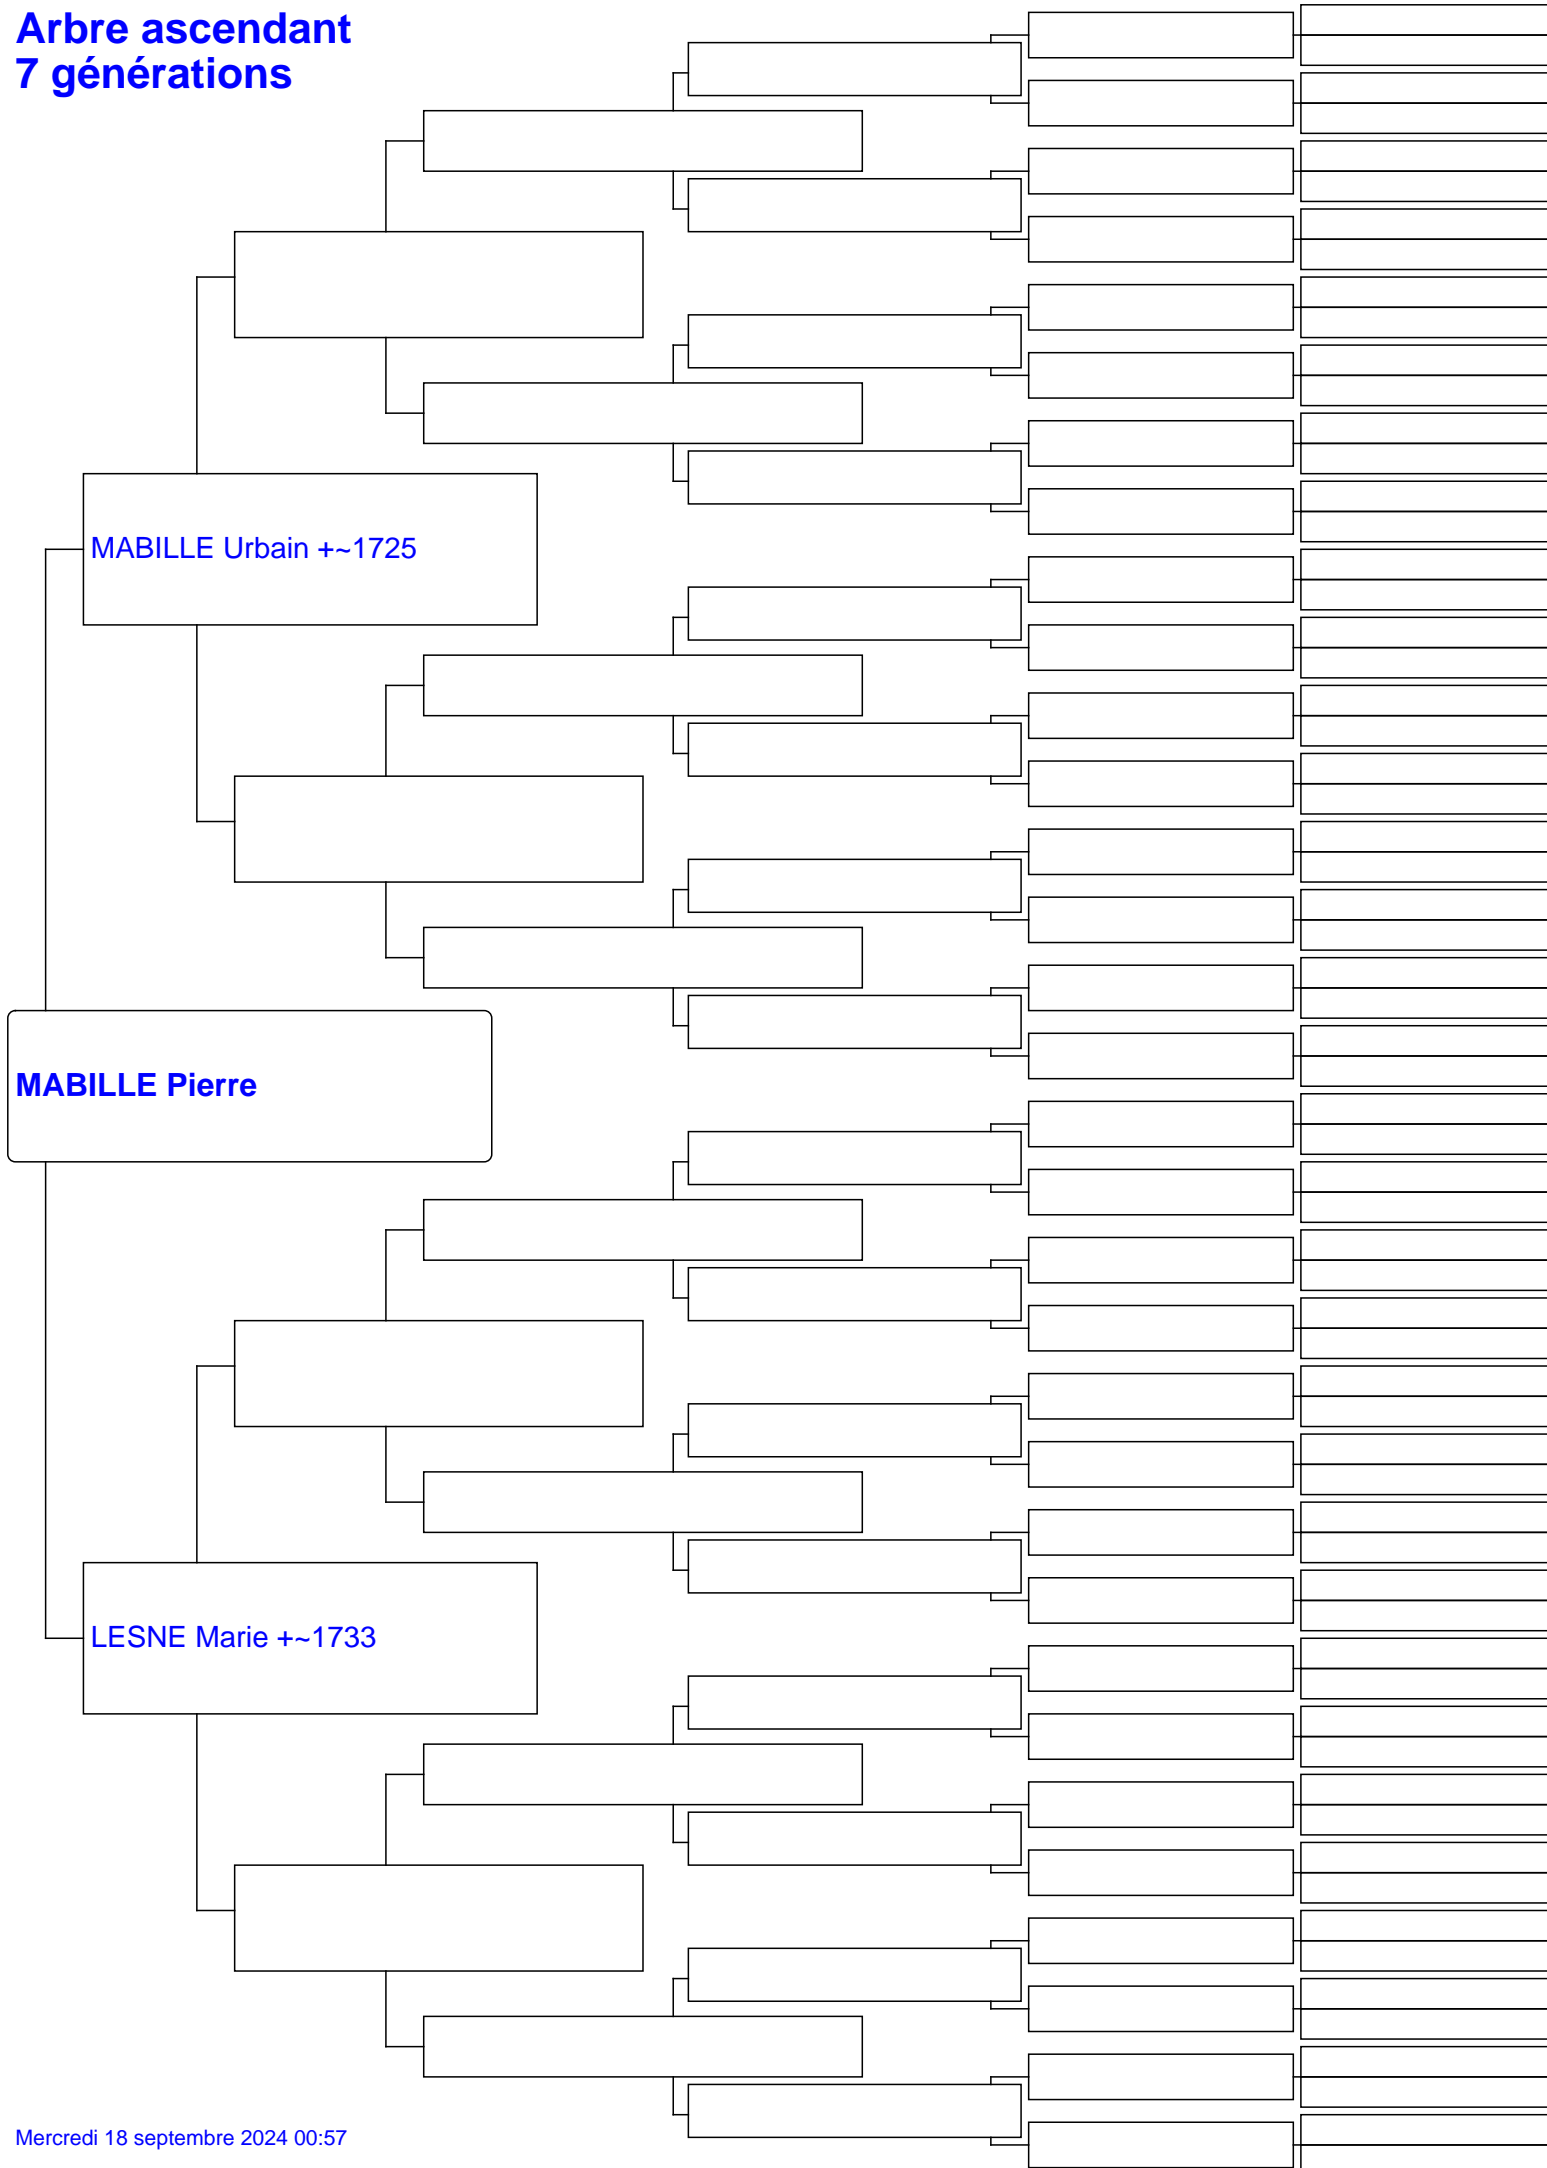 Arbre ascendant
7 générations
MABILLE Urbain +~1725
MABILLE Pierre
LESNE Marie +~1733
Mercredi 18 septembre 2024 00:57